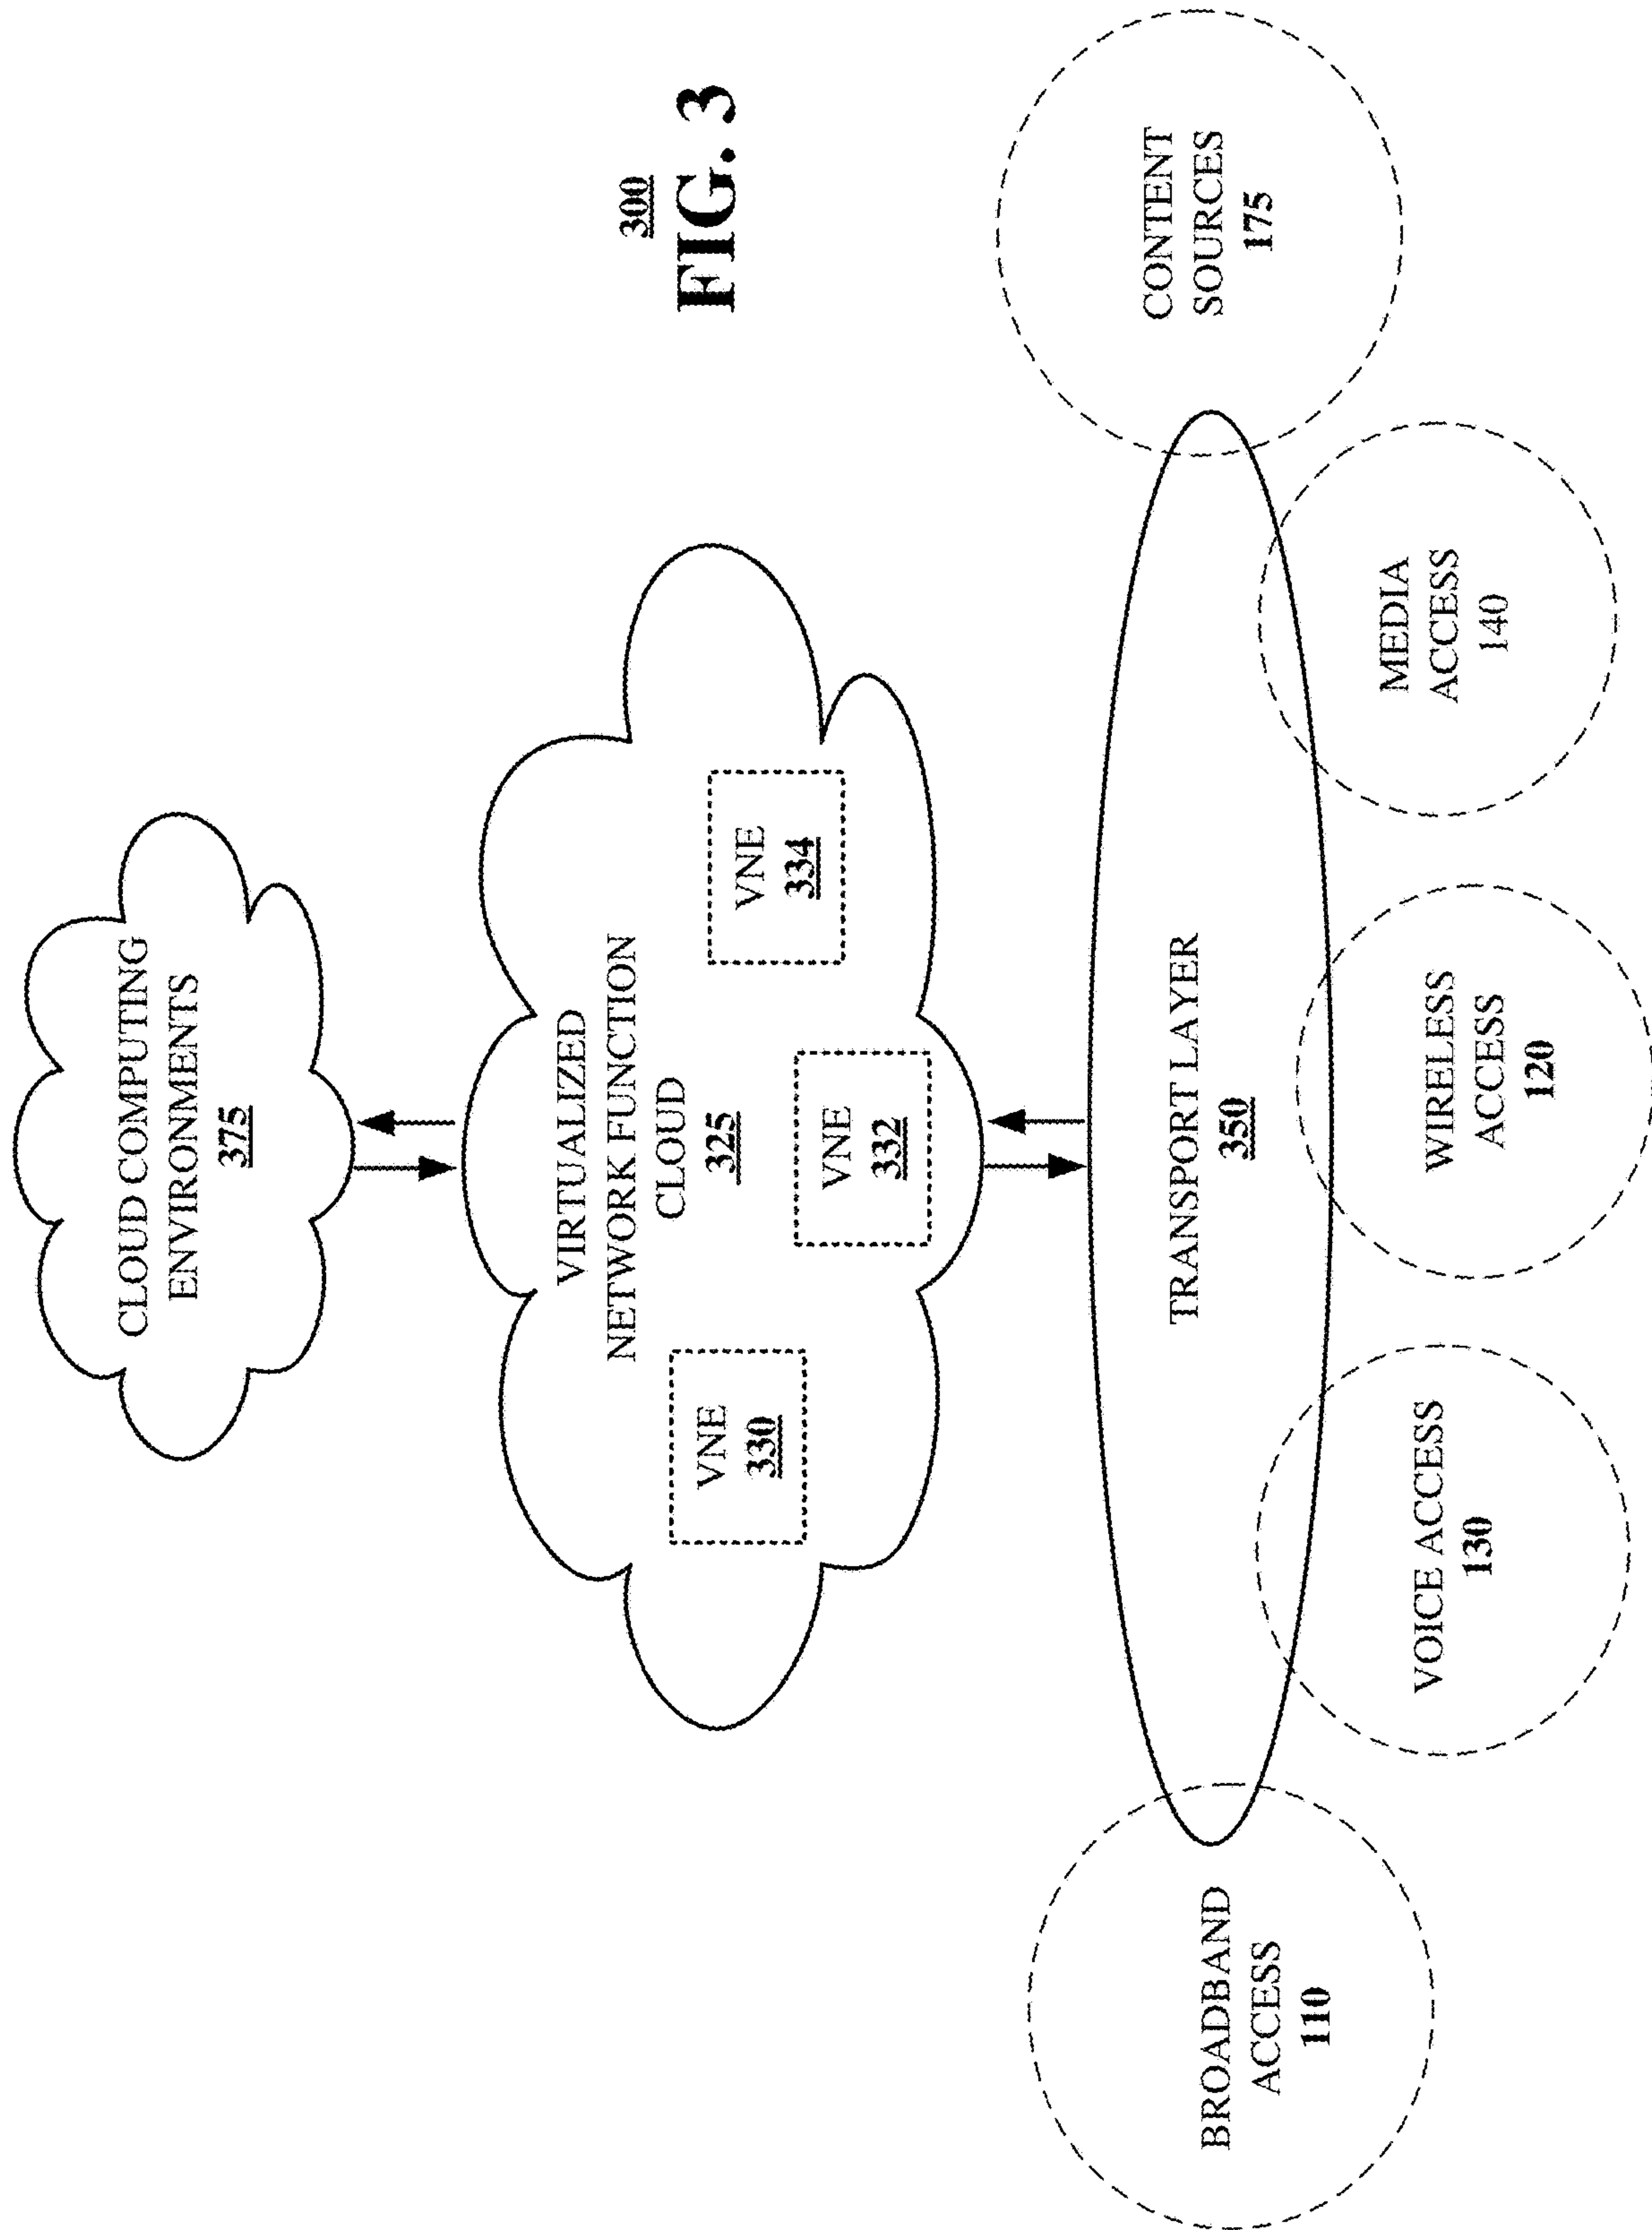 CLOUD COMPUTING
ENVIRONMENTS
375
VIRTUALIZED
NETWORK FUNCTION
CLOUD
325
VNE
330
VNE
332
VNE
334
300
FIG. 3
TRANSPORT LAYER
350
BROADBAND
ACCESS
110
VOICE ACCESS
130
WIRELESS
ACCESS
120
MEDIA
ACCESS
140
CONTENT
SOURCES
175